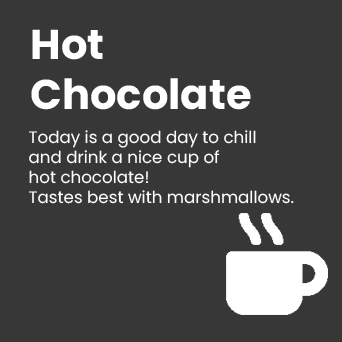 Hot
Chocolate
Today is a good day to chill
and drink a nice cup of
hot chocolate!
Tastes best with marshmallows.